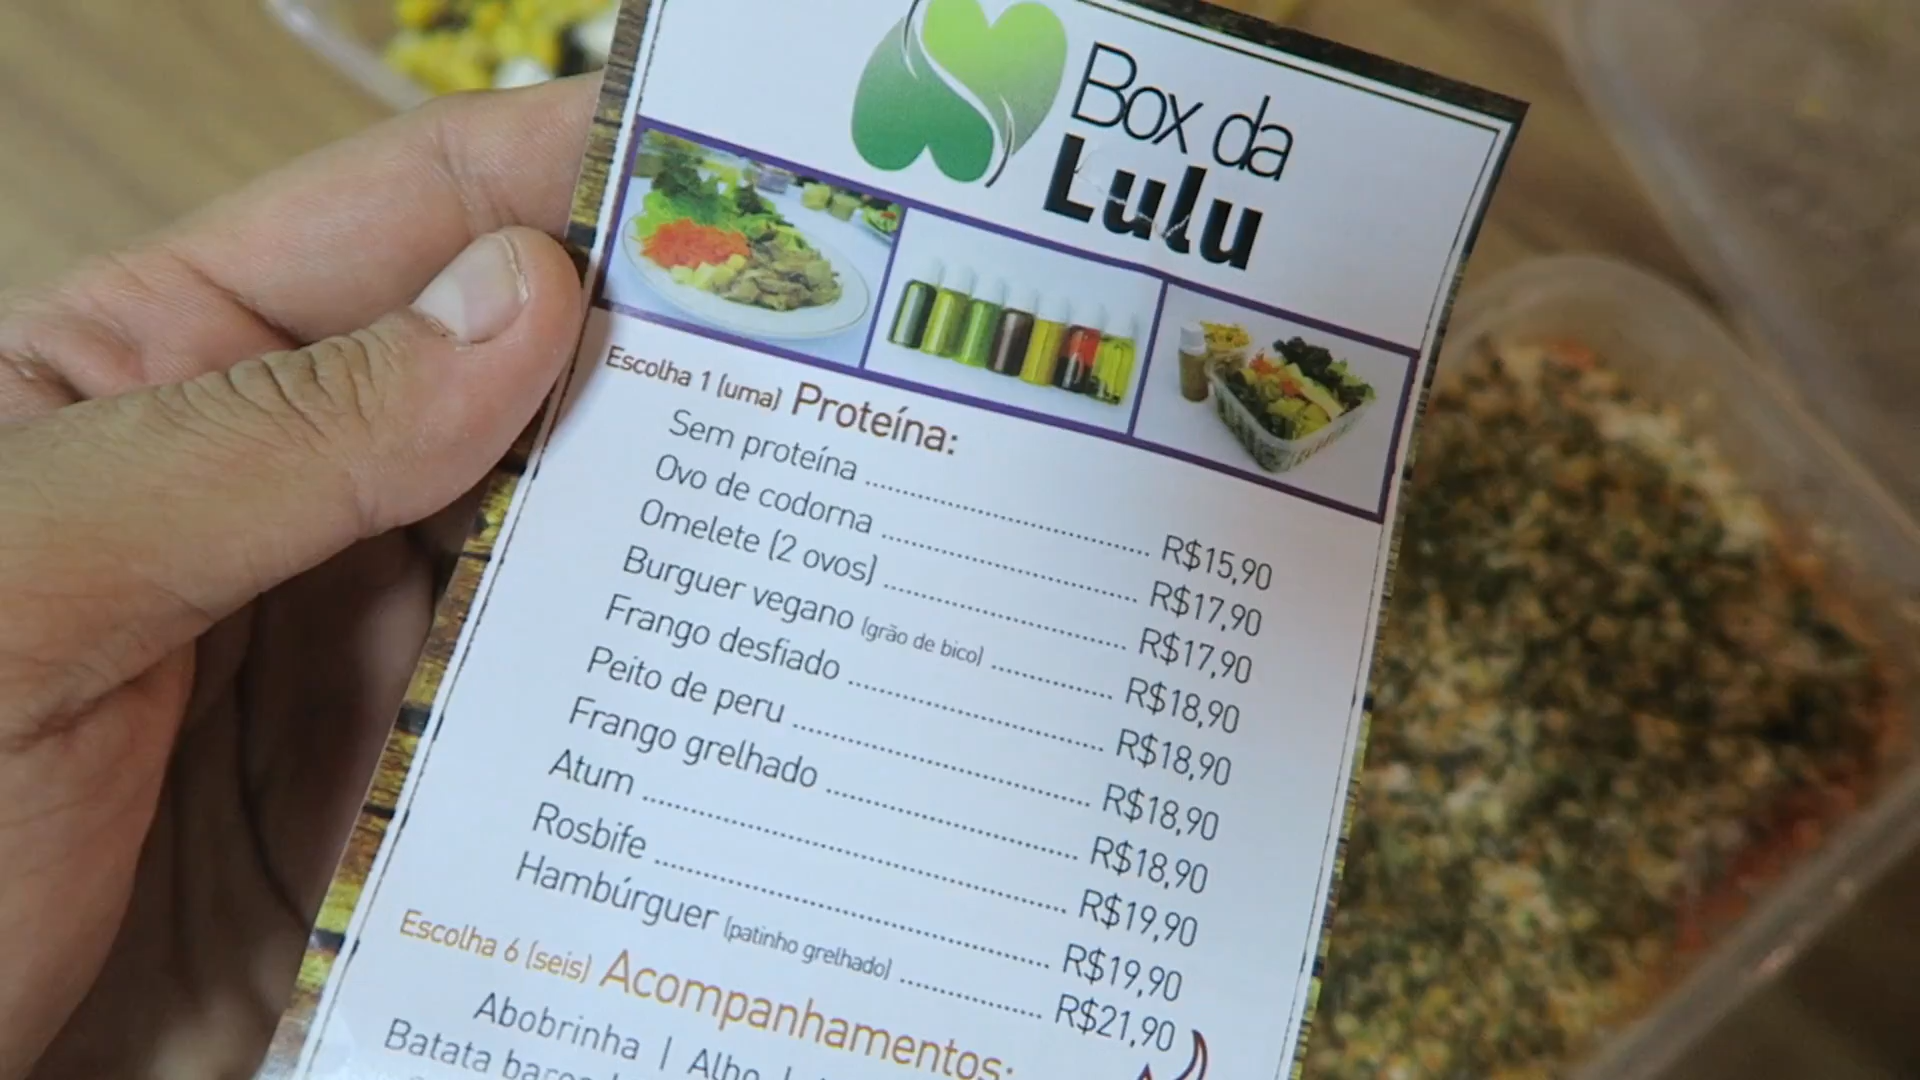 Box da
Lulu
Escolha 1 (uma) Proteína:
Sem proteína ........ R$15,90
Ovo de codorna ........ R$17,90
Omelete (2 ovos) ........ R$17,90
Burguer vegano (grão de bico) ........ R$18,90
Frango desfiado ........ R$18,90
Peito de peru ........ R$18,90
Frango grelhado ........ R$18,90
Atum ........ R$19,90
Rosbife ........ R$19,90
Hambúrguer (patinho grelhado) ........ R$21,90
Escolha 6 (seis) Acompanhamentos:
Abobrinha | Alho |
Batata